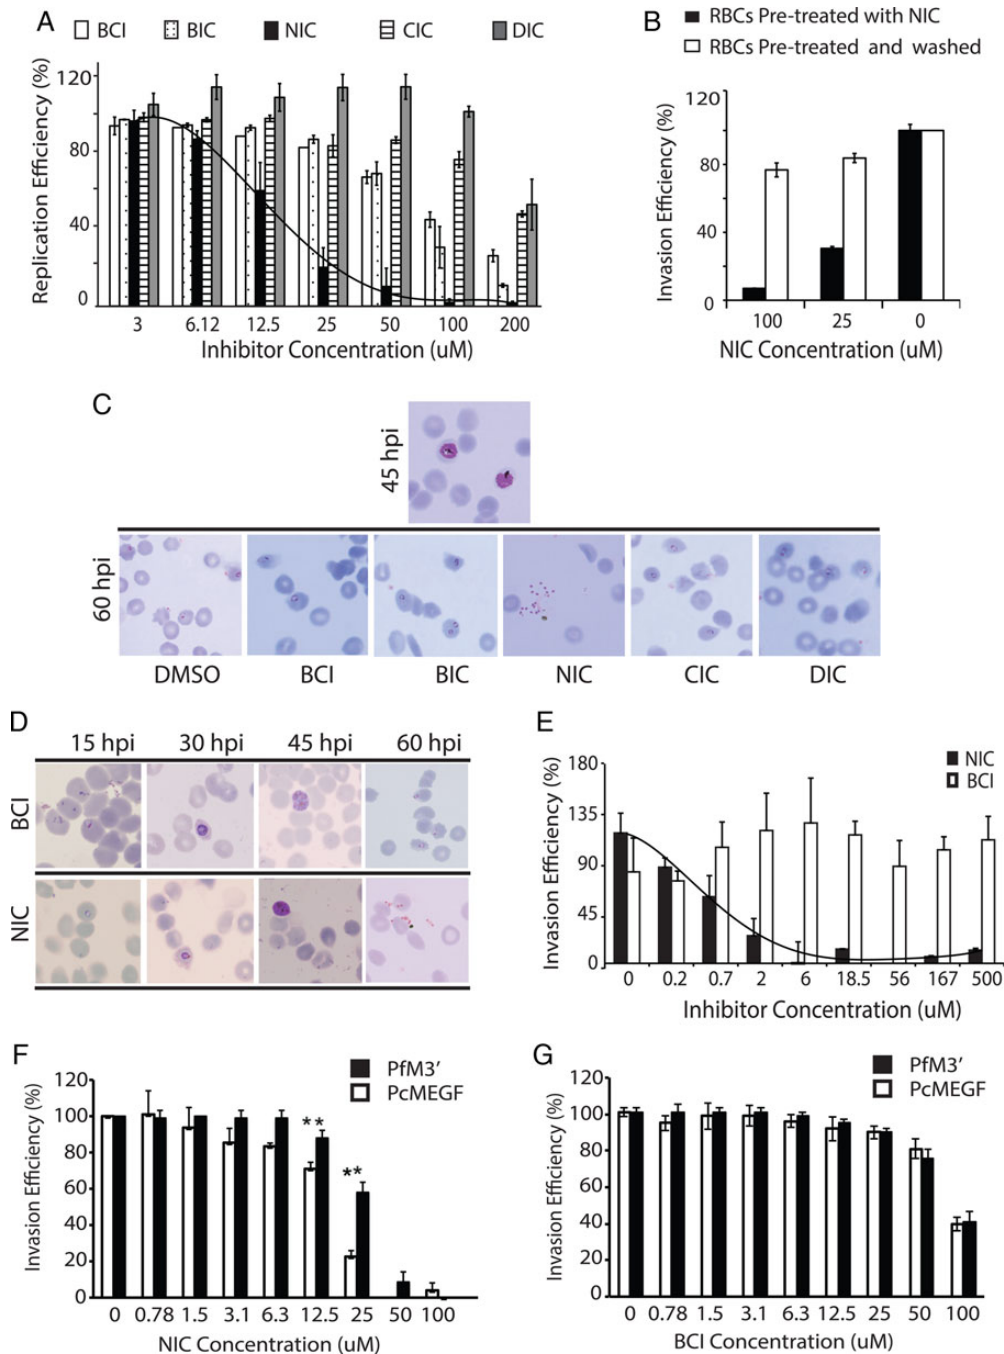 A
BCI BIC NIC CIC DIC
Replication Efficiency (%)
120
80
40
0
3 6.12 12.5 25 50 100 200
Inhibitor Concentration (uM)
B
RBCs Pre-treated with NIC
RBCs Pre-treated and washed
Invasion Efficiency (%)
120
80
40
0
100 25 0
NIC Concentration (uM)
C
45 hpi
60 hpi
DMSO BCI BIC NIC CIC DIC
D
15 hpi 30 hpi 45 hpi 60 hpi
BCI
NIC
E
NIC
BCI
Invasion Efficiency (%)
180
135
90
45
0
0 0.2 0.7 2 6 18.5 56 167 500
Inhibitor Concentration (uM)
F
PfM3′
PcMEGF
Invasion Efficiency (%)
120
100
80
60
40
20
0
**
**
0 0.78 1.5 3.1 6.3 12.5 25 50 100
NIC Concentration (uM)
G
PfM3′
PcMEGF
Invasion Efficiency (%)
120
100
80
60
40
20
0
0 0.78 1.5 3.1 6.3 12.5 25 50 100
BCI Concentration (uM)